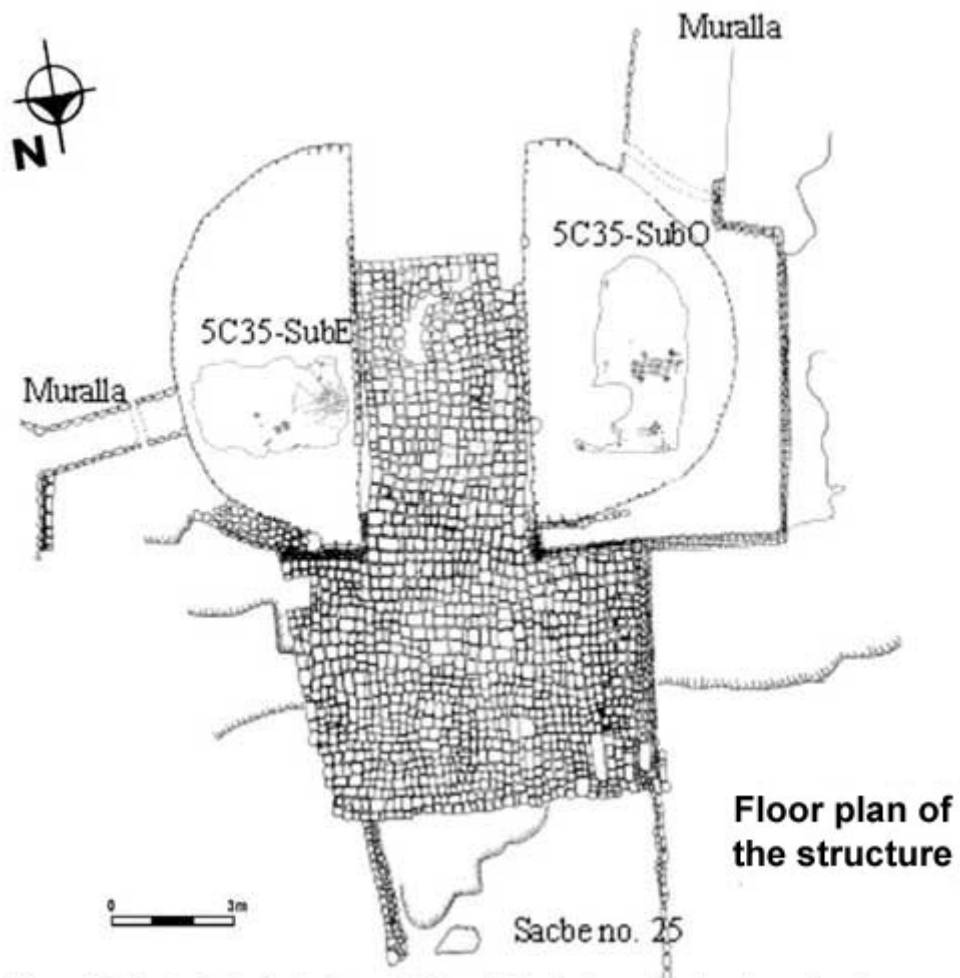 Muralla
N
5C35-SubO
5C35-SubE
Muralla
Floor plan of
the structure
0 3m
Sacbe no. 25